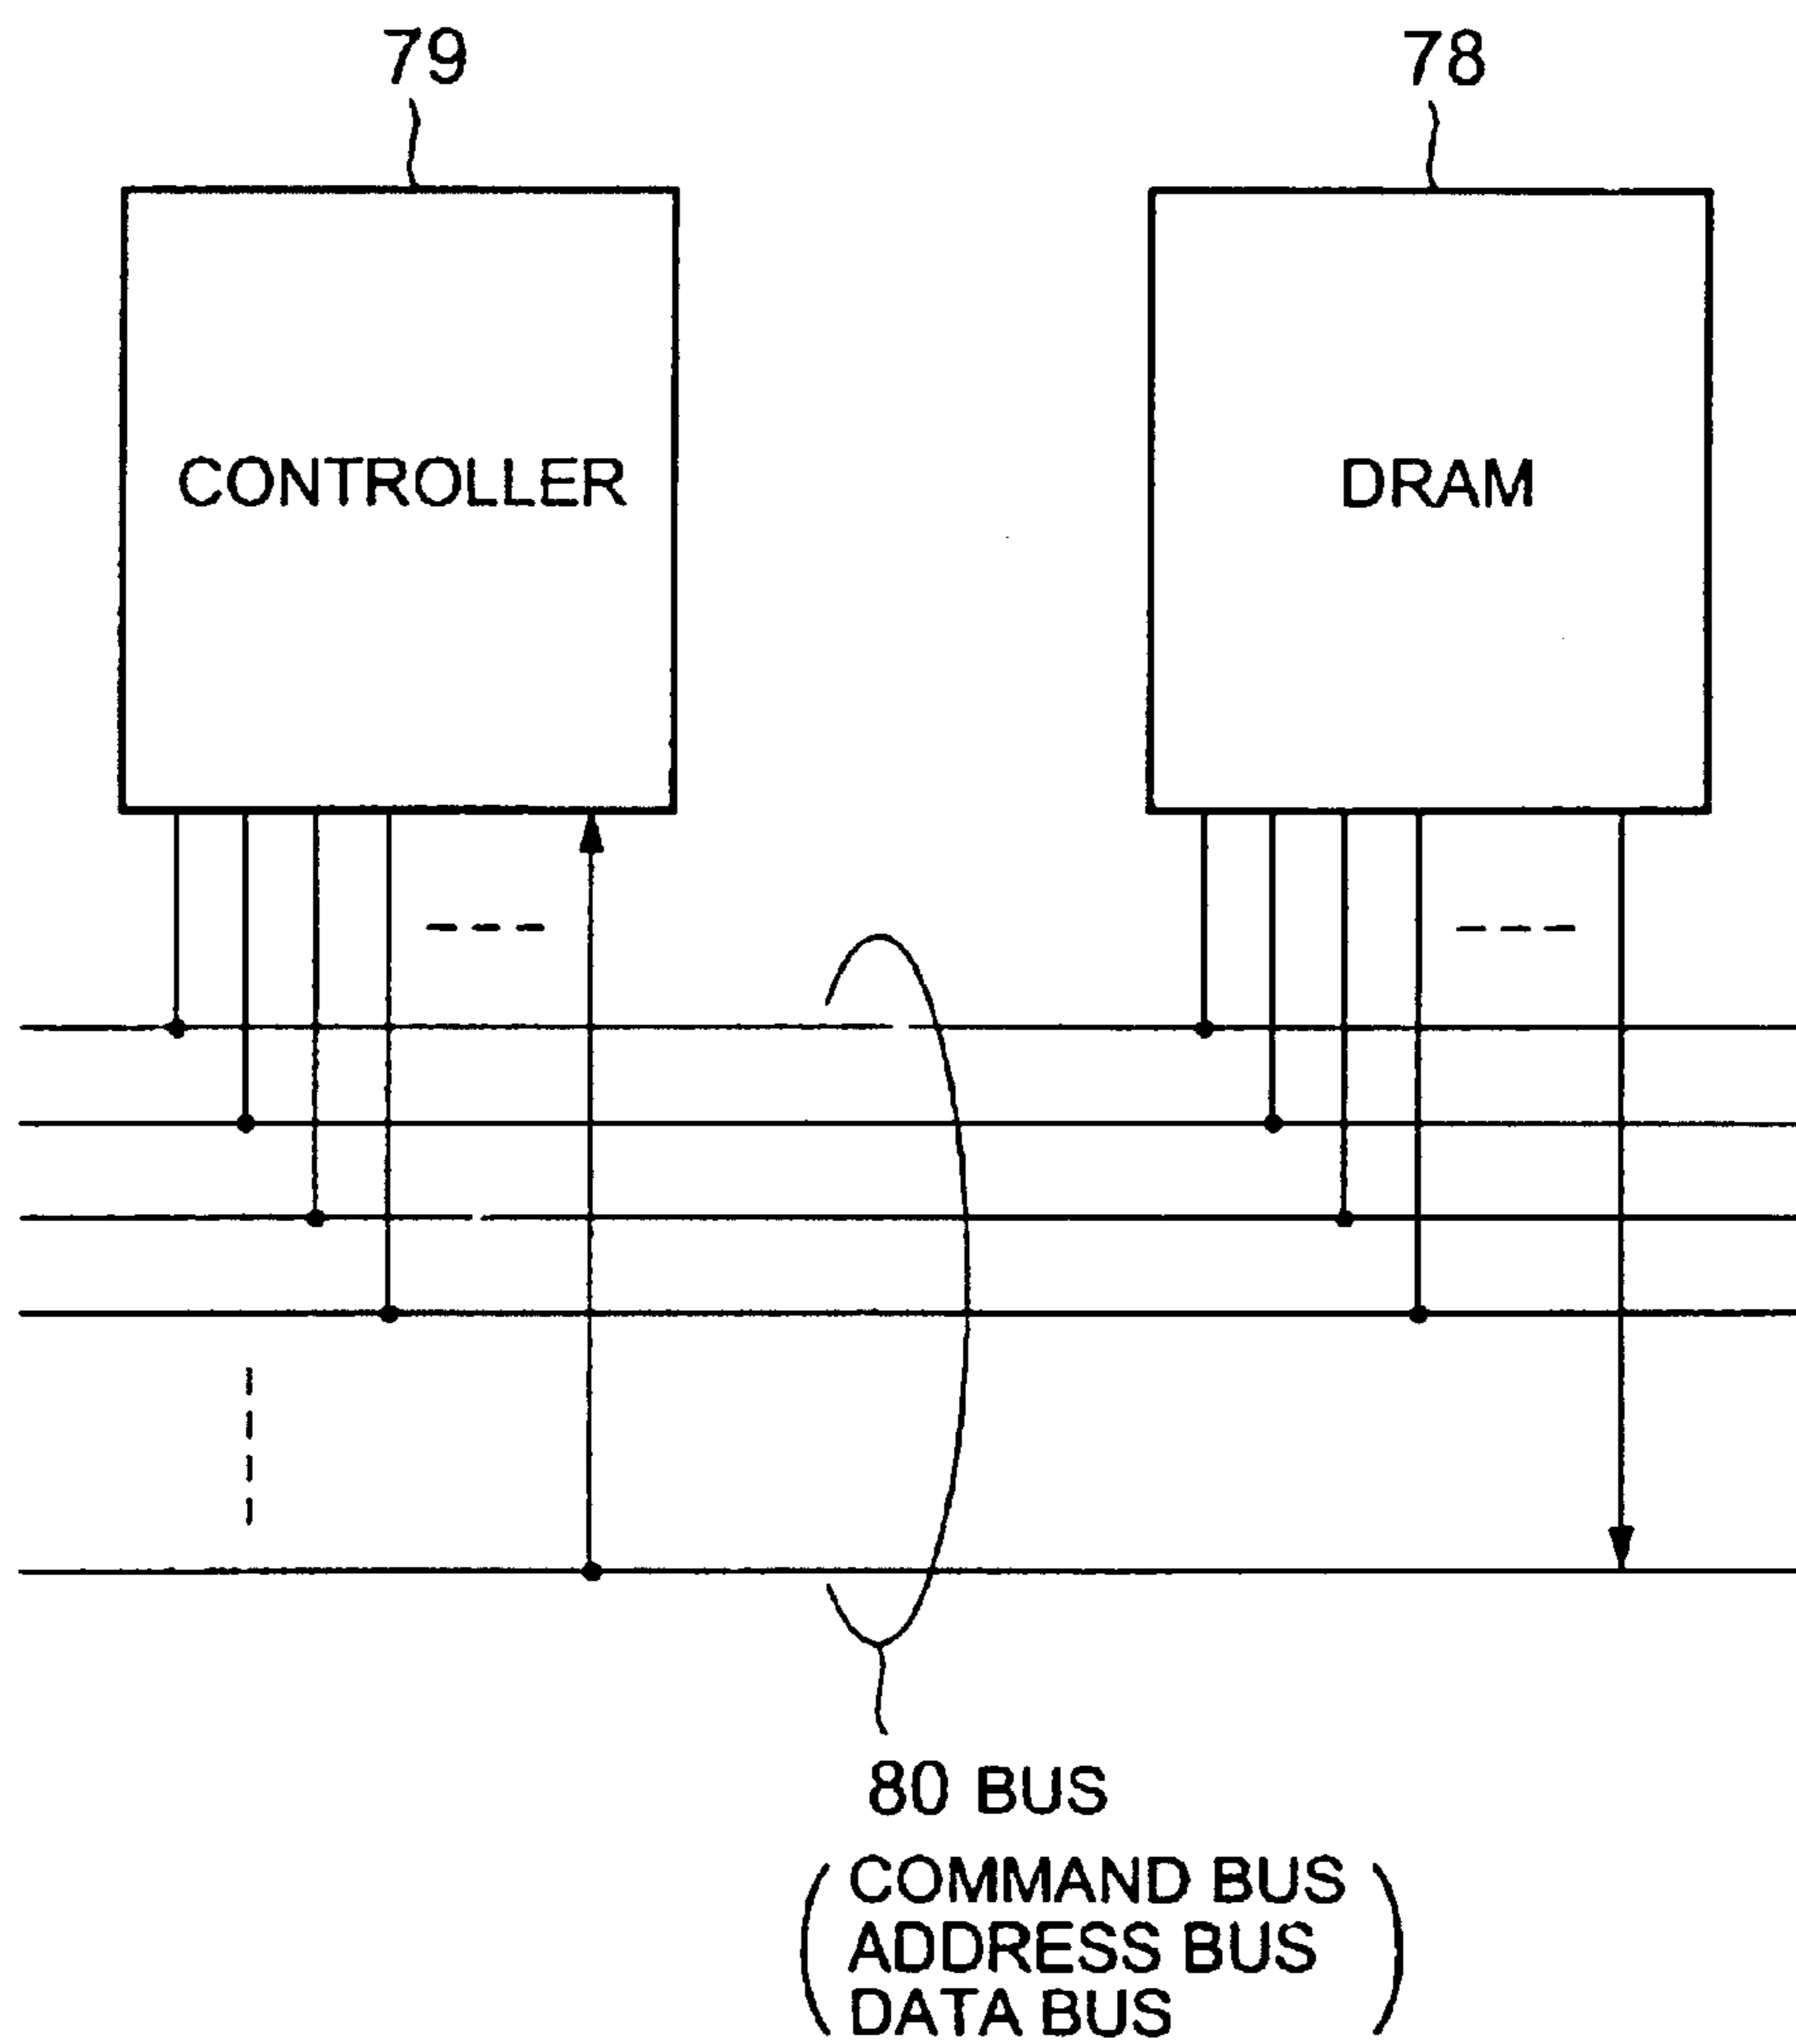 79
78
CONTROLLER
DRAM
80 BUS
COMMAND BUS
ADDRESS BUS
DATA BUS